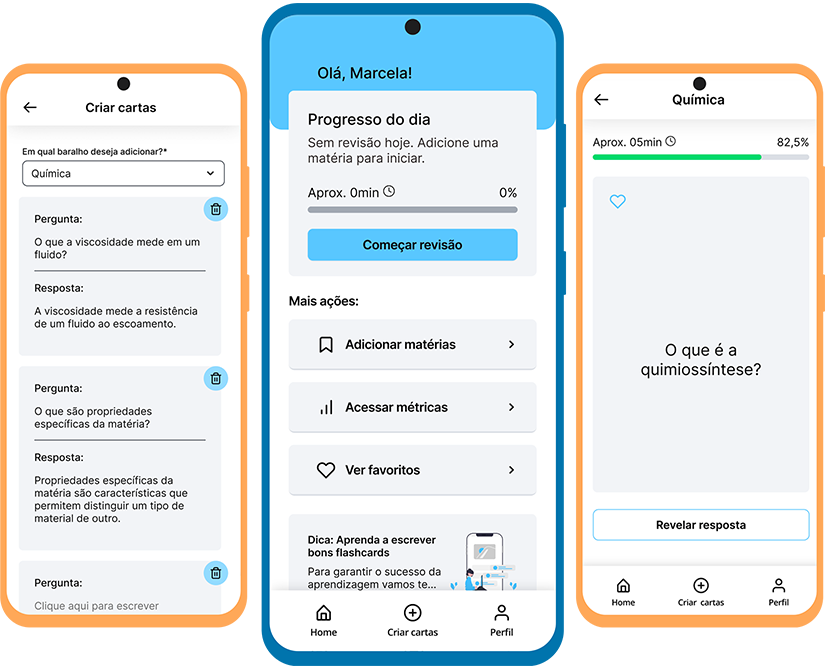 Criar cartas
Em qual baralho deseja adicionar?*
Química
Pergunta:
O que a viscosidade mede em um
fluido?
Resposta:
A viscosidade mede a resistência
de um fluido ao escoamento.
Pergunta:
O que são propriedades
específicas da matéria?
Resposta:
Propriedades específicas da
matéria são características que
permitem distinguir um tipo de
material de outro.
Pergunta:
Clique aqui para escrever
Olá, Marcela!
Progresso do dia
Sem revisão hoje. Adicione uma
matéria para iniciar.
Aprox. 0min 0%
Começar revisão
Mais ações:
Adicionar matérias
Acessar métricas
Ver favoritos
Dica: Aprenda a escrever
bons flashcards
Para garantir o sucesso da
aprendizagem vamos te...
Home Criar cartas Perfil
Química
Aprox. 05min 82,5%
O que é a
quimiossíntese?
Revelar resposta
Home Criar cartas Perfil